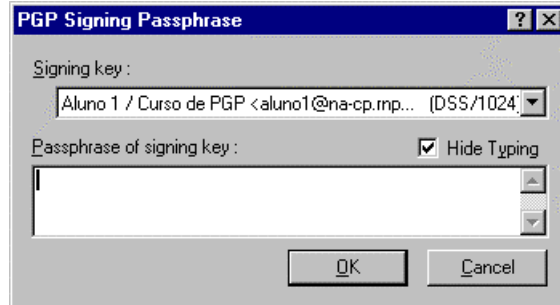 PGP Signing Passphrase
Signing key :
Aluno 1 / Curso de PGP <aluno1@na-cp.rnp... (DSS/1024)
Passphrase of signing key : Hide Typing
OK Cancel